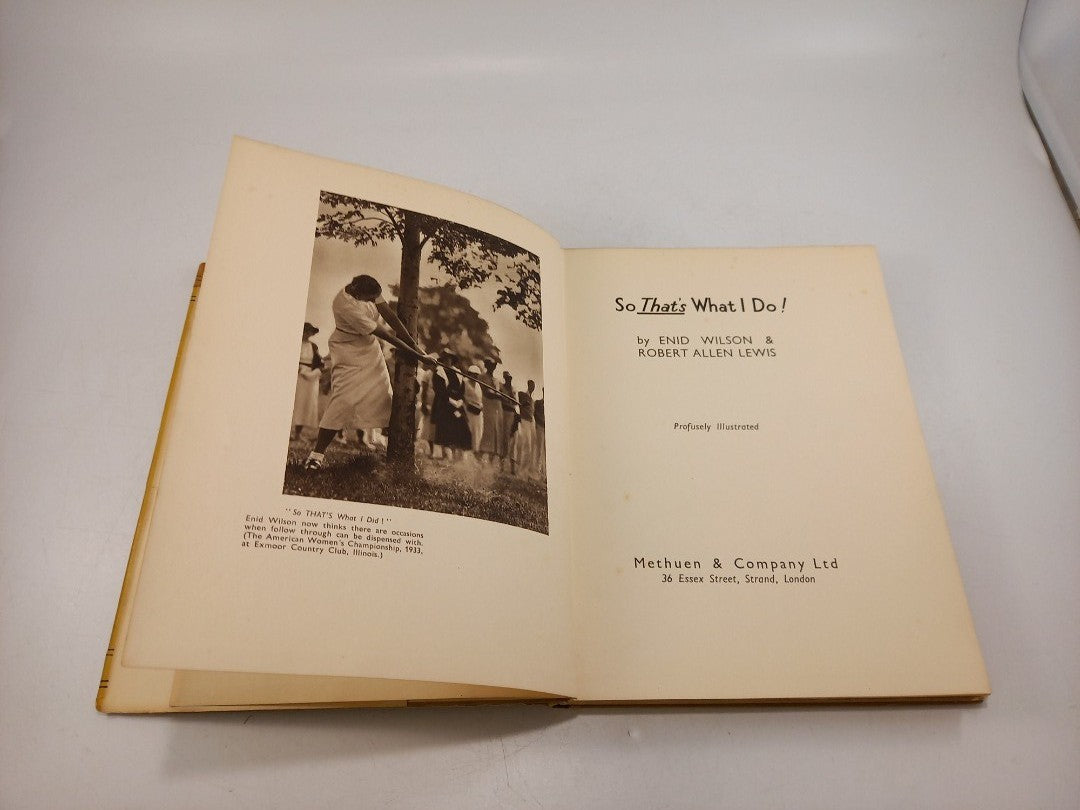 "So THAT'S What I Did!"
Enid Wilson now thinks there are occasions
when follow through can be dispensed with.
(The American Women's Championship, 1933,
at Exmoor Country Club, Illinois.)
So That's What I Do!
by ENID WILSON &
ROBERT ALLEN LEWIS
Profusely Illustrated
Methuen & Company Ltd
36 Essex Street, Strand, London